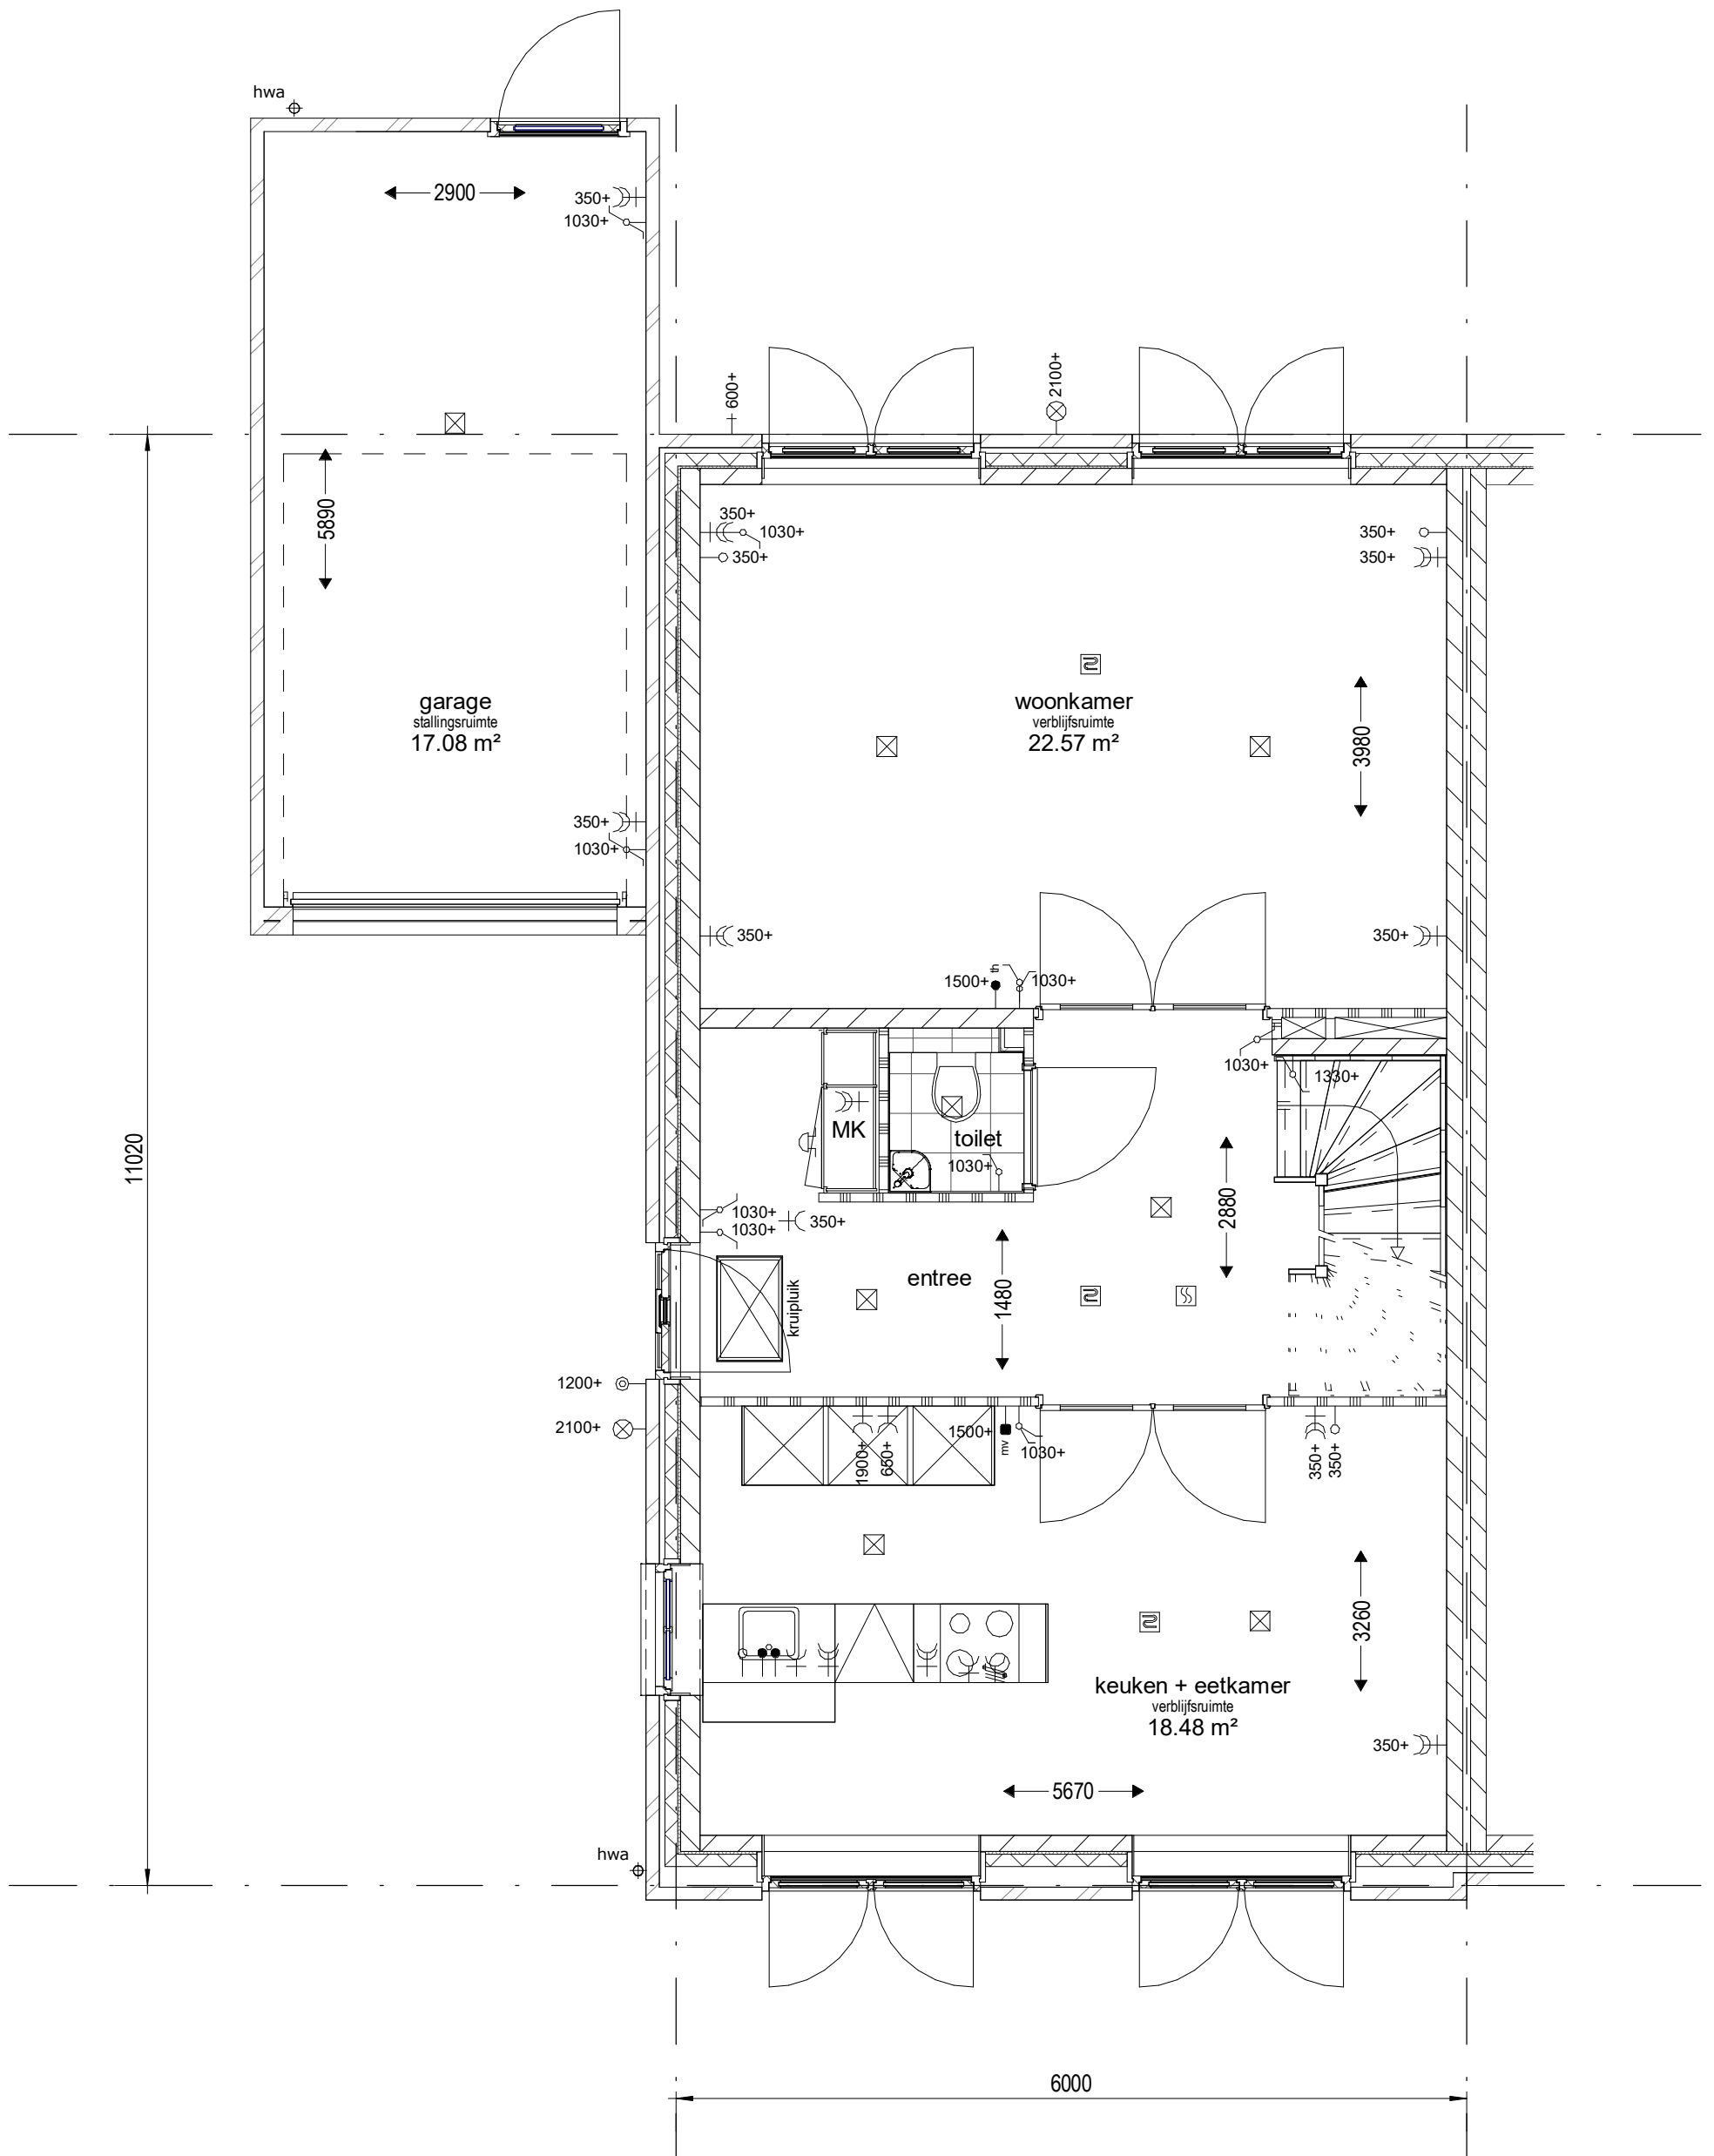 hwa
2900
350+
1030+
600+
2100+
5890
350+
1030+
350+
350+
350+
garage
stallingsruimte
17.08 m²
woonkamer
verblijfsruimte
22.57 m²
3980
350+
1030+
350+
350+
1500+
1030+
1030+
1330+
MK
toilet
1030+
11020
2880
1030+
1030+
350+
entree
1480
kruipluik
1200+
2100+
1900+
650+
1500+
mv
1030+
350+
350+
3260
keuken + eetkamer
verblijfsruimte
18.48 m²
350+
5670
hwa
6000